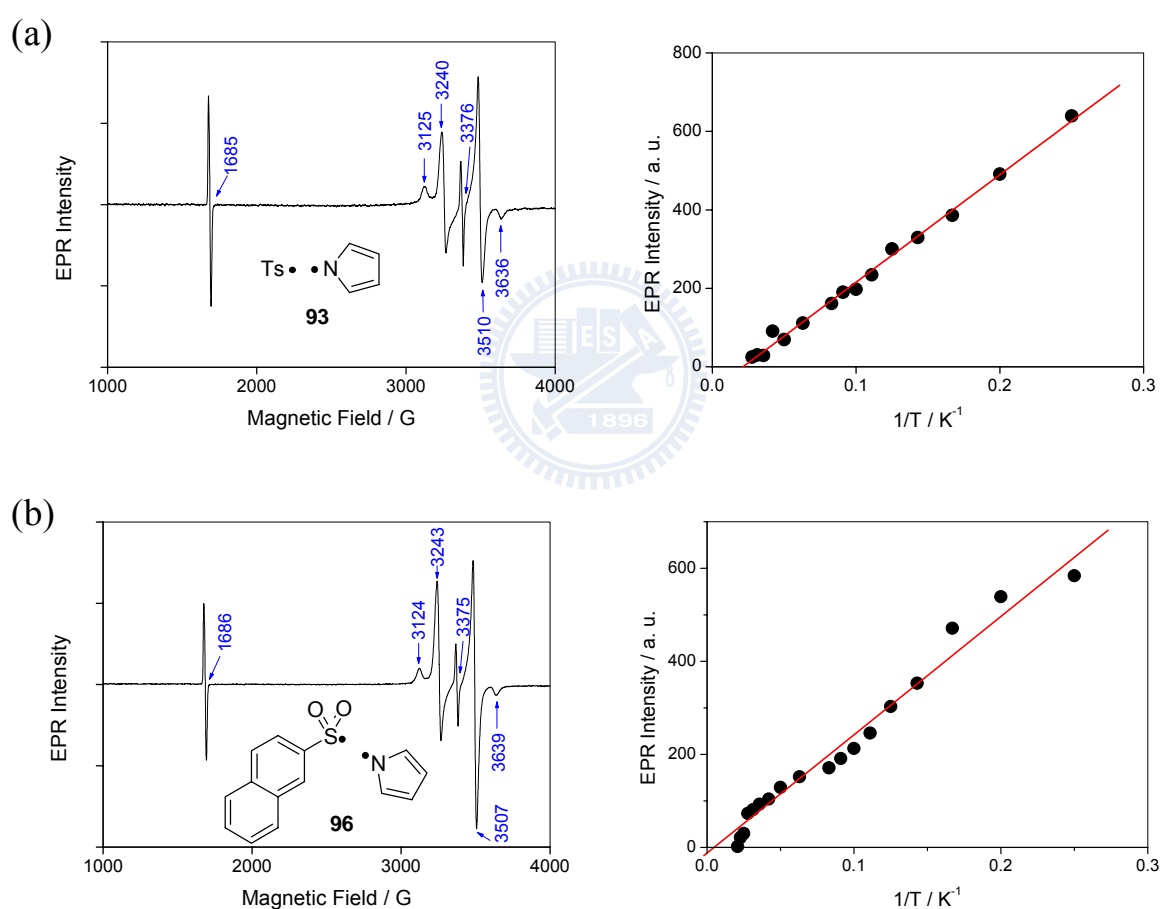 (a)
EPR Intensity
1685
3125
3240
3376
3510
3636
Ts• •N
93
1000 2000 3000 4000
Magnetic Field / G
EPR Intensity / a. u.
800
600
400
200
0
0.0 0.1 0.2 0.3
1/T / K⁻¹
E S A
1896
(b)
EPR Intensity
1686
3124
3243
3375
3507
3639
O O
S• •N
96
1000 2000 3000 4000
Magnetic Field / G
EPR Intensity / a. u.
600
400
200
0
0.0 0.1 0.2 0.3
1/T / K⁻¹